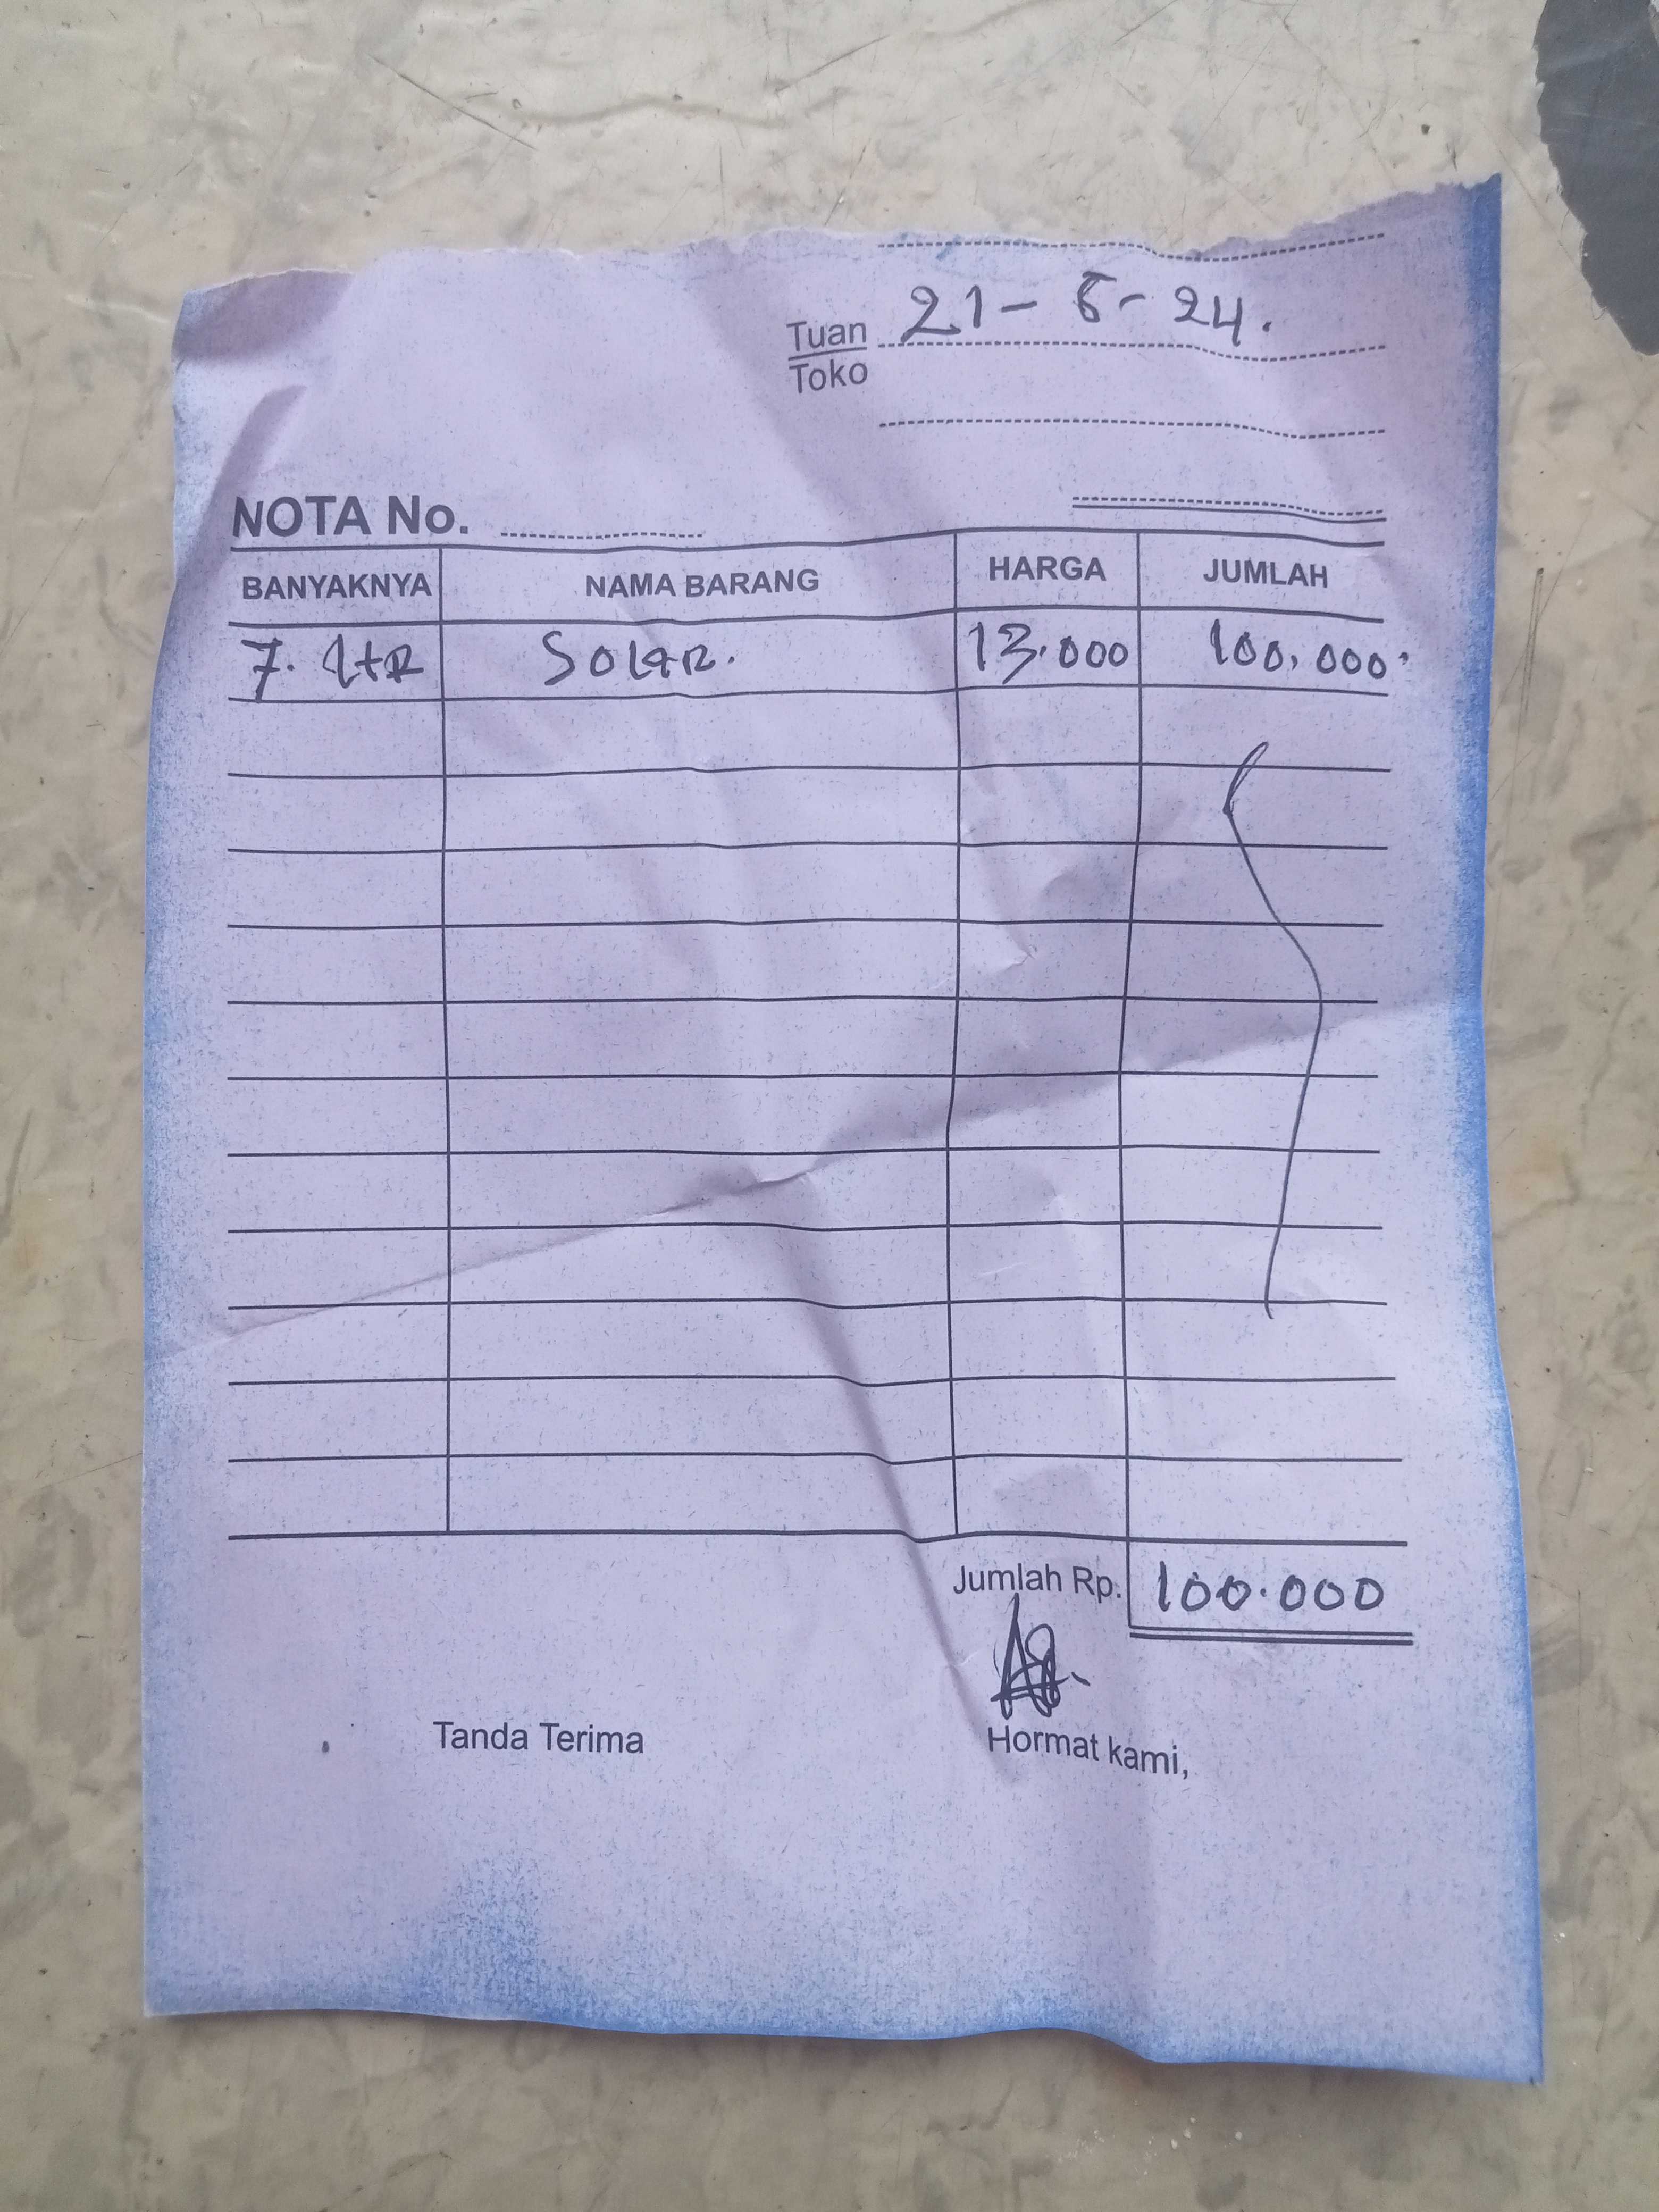 21 - 5 - 24.
Tuan
Toko
NOTA No.
BANYAKNYA NAMA BARANG HARGA JUMLAH
7. LtR SOLAR. 13.000 100.000
Jumlah Rp. 100.000
Tanda Terima Hormat kami,